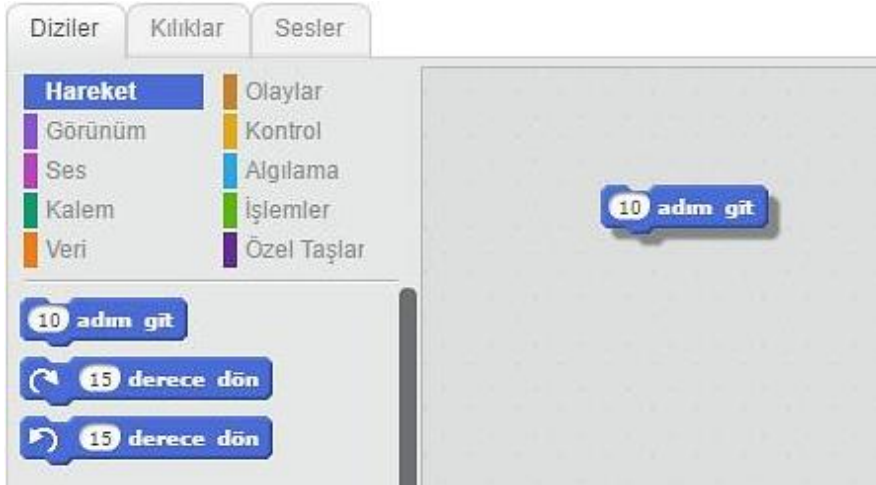 Diziler Kılıklar Sesler
Hareket Olaylar
Görünüm Kontrol
Ses Algılama
Kalem İşlemler
Veri Özel Taşlar
10 adım git
10 adım git
15 derece dön
15 derece dön